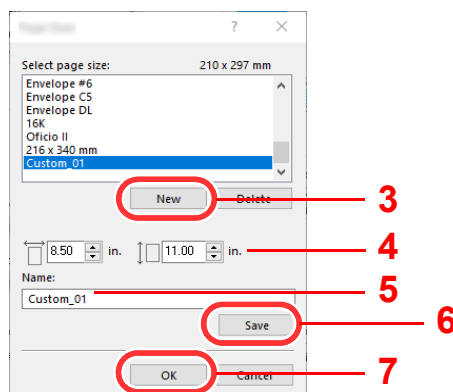 ?
Select page size: 210 x 297 mm
Envelope #6
Envelope C5
Envelope DL
16K
Oficio II
216 x 340 mm
Custom_01
New Delete 3
8.50 in. 11.00 in. 4
Name: 5
Custom_01
Save 6
OK Cancel 7